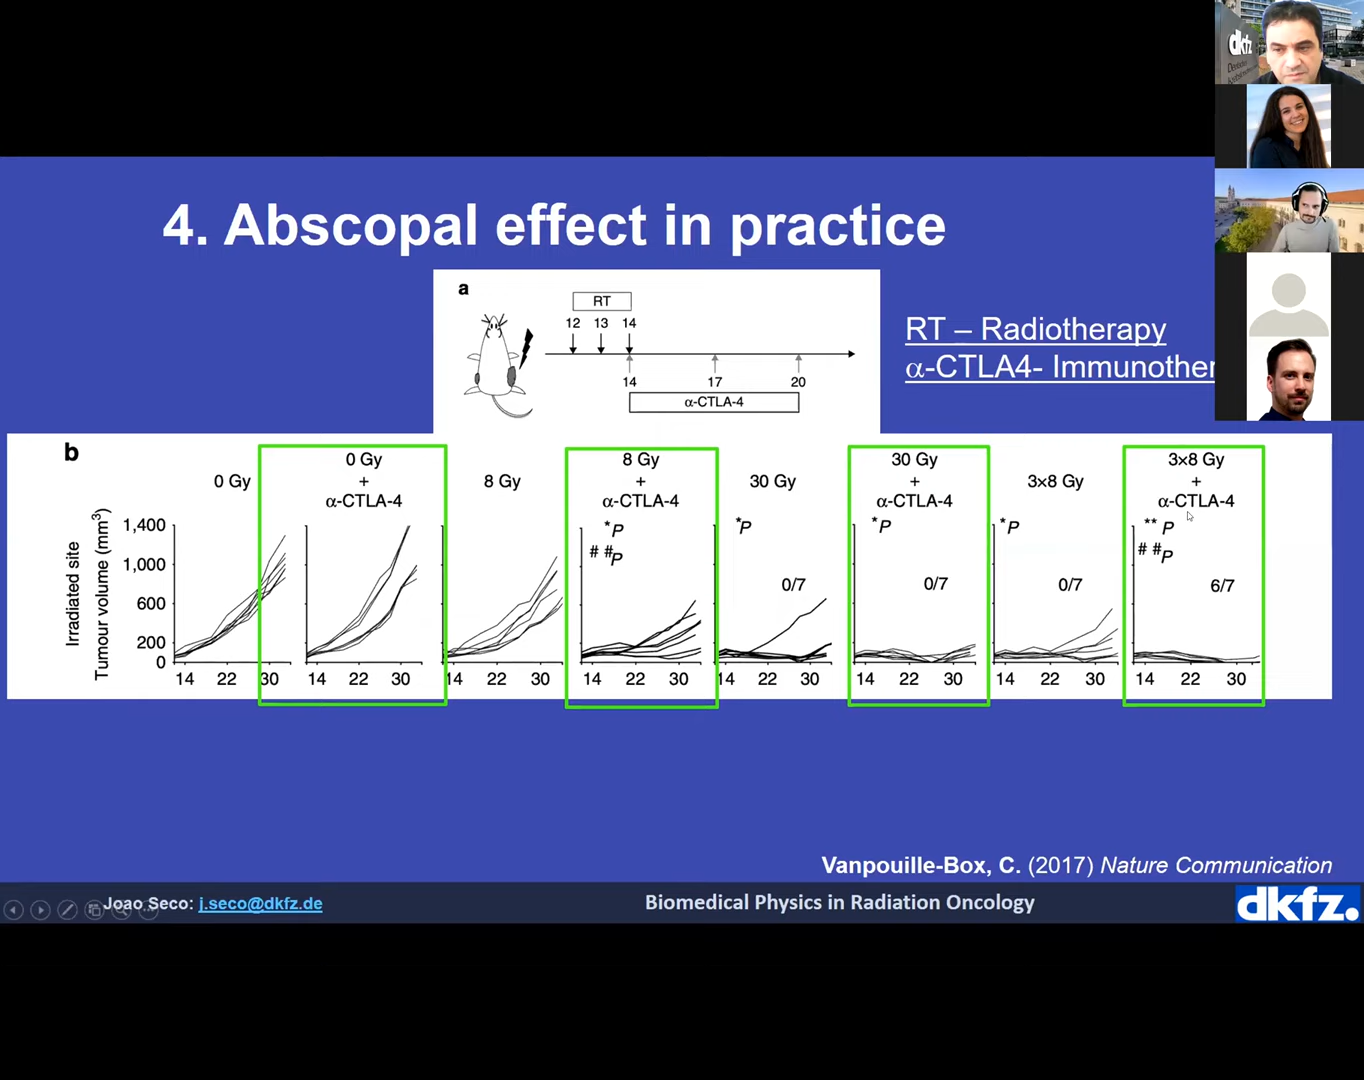 dkfz.
4. Abscopal effect in practice
a
RT
12 13 14
14 17 20
α-CTLA-4
RT – Radiotherapy
α-CTLA4- Immunother
b
0 Gy
0 Gy
+
α-CTLA-4
8 Gy
8 Gy
+
α-CTLA-4
30 Gy
30 Gy
+
α-CTLA-4
3×8 Gy
3×8 Gy
+
α-CTLA-4
Irradiated site
Tumour volume (mm³)
1,400
1,000
600
200
0
*P
##P
*P
0/7
*P
0/7
*P
0/7
**P
##P
6/7
14 22 30
14 22 30
14 22 30
14 22 30
14 22 30
14 22 30
14 22 30
14 22 30
Vanpouille-Box, C. (2017) Nature Communication
Joao Seco: j.seco@dkfz.de
Biomedical Physics in Radiation Oncology
dkfz.